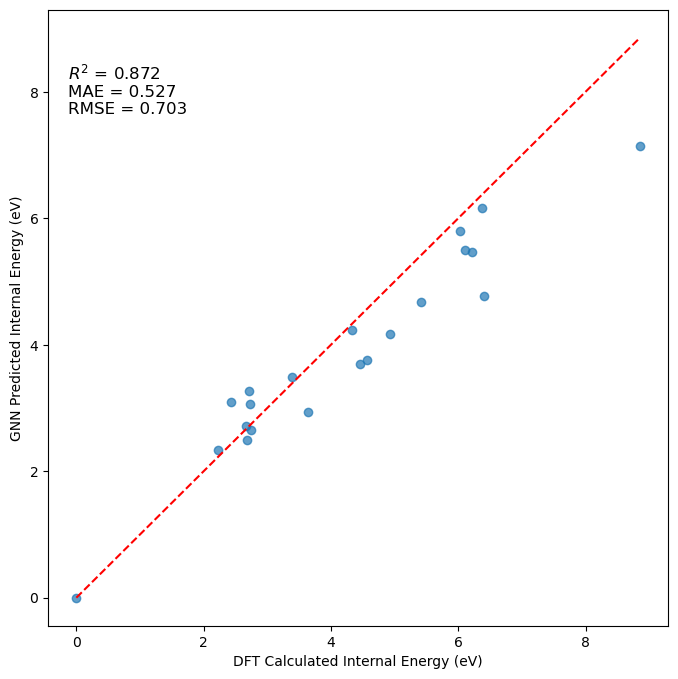 R² = 0.872
MAE = 0.527
RMSE = 0.703
8
6
4
2
0
GNN Predicted Internal Energy (eV)
0 2 4 6 8
DFT Calculated Internal Energy (eV)